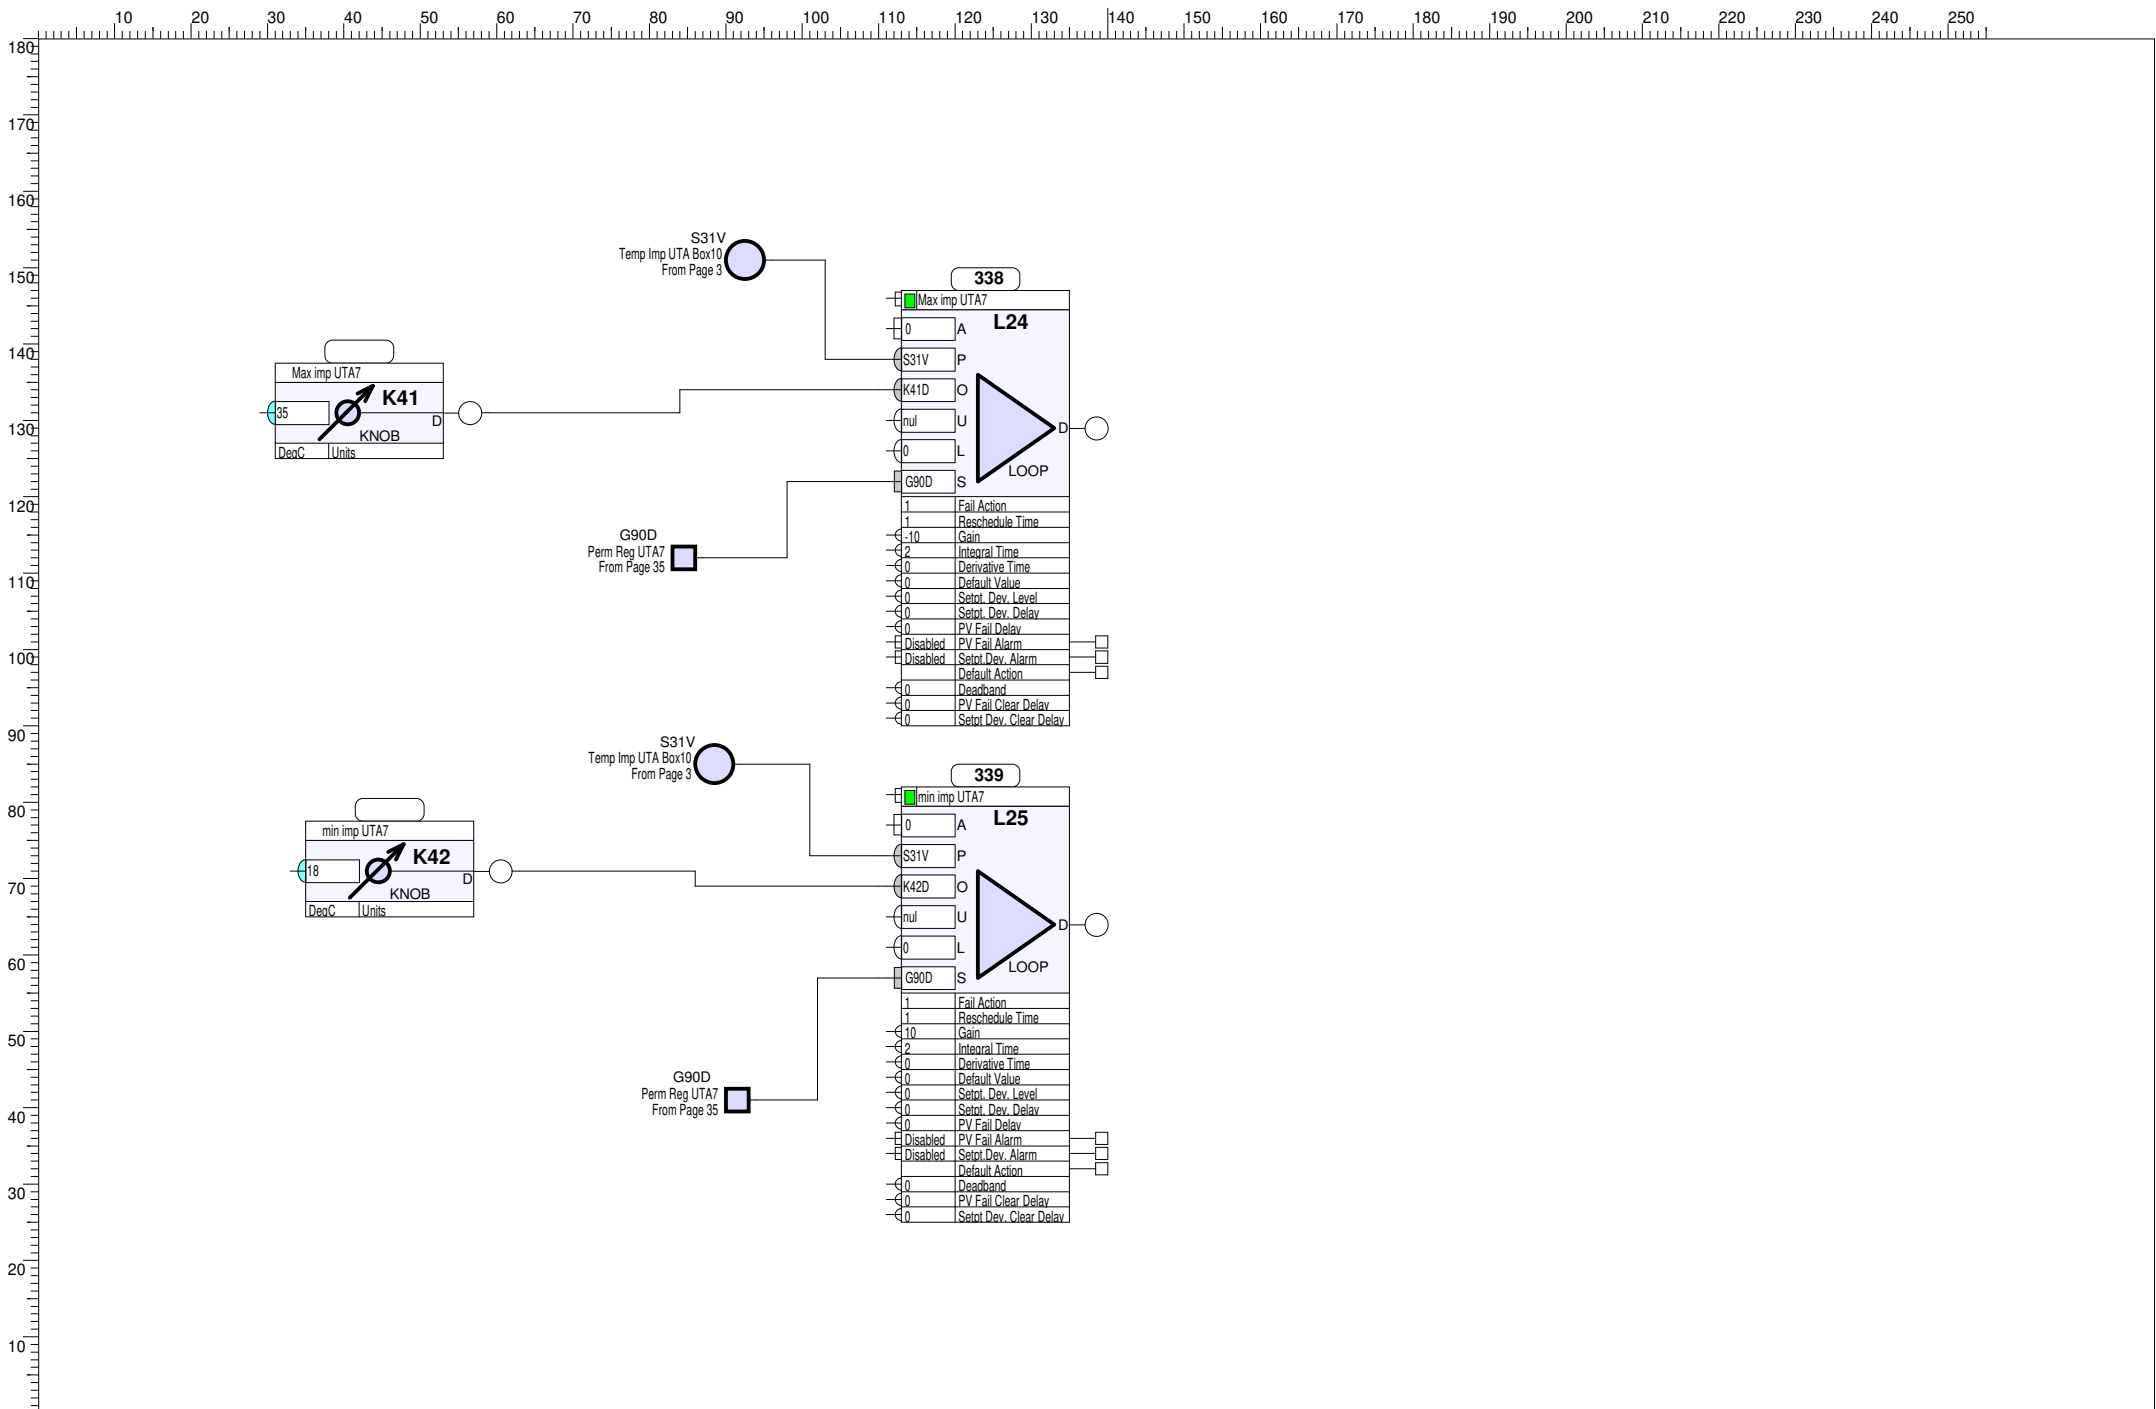 10 20 30 40 50 60 70 80 90 100 110 120 130 140 150 160 170 180 190 200 210 220 230 240 250
180
170
160
150
140
130
120
110
100
90
80
70
60
50
40
30
20
10
S31V
Temp Imp UTA Box10
From Page 3
Max imp UTA7
35
K41
D
KNOB
DegC Units
G90D
Perm Reg UTA7
From Page 35
338
Max imp UTA7
L24
0 A
S31V P
K41D O
nul U
D
0 L
LOOP
G90D S
1 Fail Action
1 Reschedule Time
-10 Gain
2 Integral Time
0 Derivative Time
0 Default Value
0 Setpt. Dev. Level
0 Setpt. Dev. Delay
0 PV Fail Delay
Disabled PV Fail Alarm
Disabled Setpt.Dev. Alarm
Default Action
0 Deadband
0 PV Fail Clear Delay
0 Setpt Dev. Clear Delay
S31V
Temp Imp UTA Box10
From Page 3
min imp UTA7
18
K42
D
KNOB
DegC Units
G90D
Perm Reg UTA7
From Page 35
339
min imp UTA7
L25
0 A
S31V P
K42D O
nul U
D
0 L
LOOP
G90D S
1 Fail Action
1 Reschedule Time
10 Gain
2 Integral Time
0 Derivative Time
0 Default Value
0 Setpt. Dev. Level
0 Setpt. Dev. Delay
0 PV Fail Delay
Disabled PV Fail Alarm
Disabled Setpt.Dev. Alarm
Default Action
0 Deadband
0 PV Fail Clear Delay
0 Setpt Dev. Clear Delay